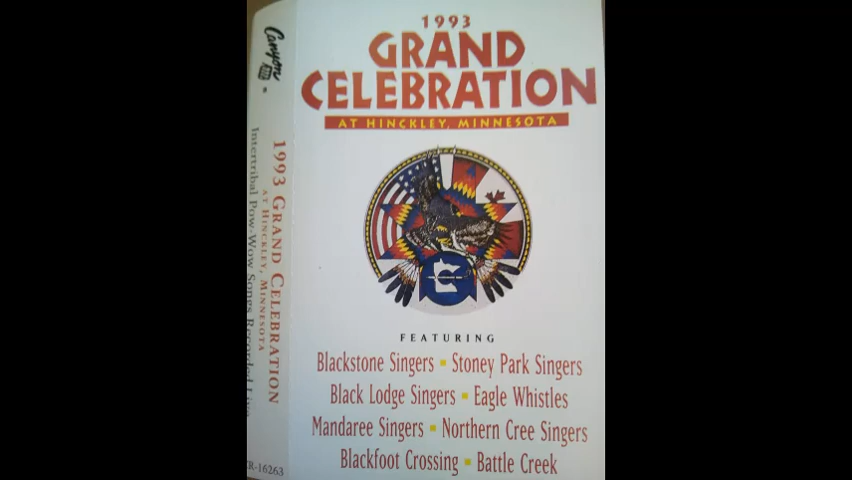 1993
GRAND
CELEBRATION
AT HINCKLEY, MINNESOTA
FEATURING
Blackstone Singers ▪ Stoney Park Singers
Black Lodge Singers ▪ Eagle Whistles
Mandaree Singers ▪ Northern Cree Singers
Blackfoot Crossing ▪ Battle Creek
Canyon
1993 GRAND CELEBRATION
AT HINCKLEY, MINNESOTA
Intertribal Pow-Wow Songs Recorded
R-16263